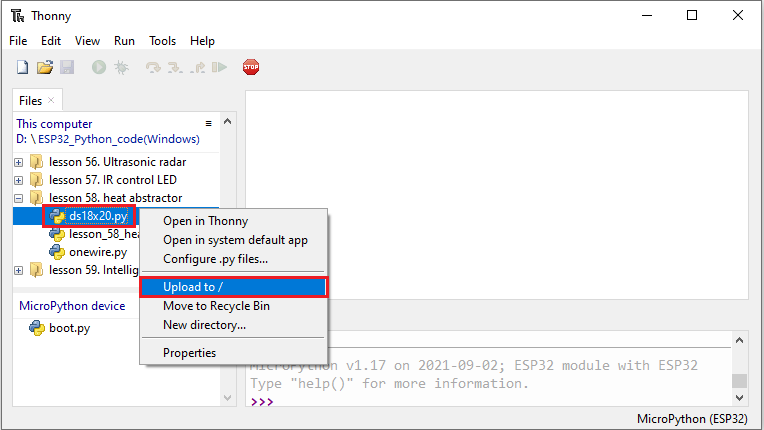 Thonny
File Edit View Run Tools Help
STOP
Files
This computer
D: \ ESP32_Python_code(Windows)
lesson 56. Ultrasonic radar
lesson 57. IR control LED
lesson 58. heat abstractor
ds18x20.py
lesson_58_hea
onewire.py
lesson 59. Intellig
Open in Thonny
Open in system default app
Configure .py files...
Upload to /
Move to Recycle Bin
New directory...
Properties
MicroPython device
boot.py
MicroPython v1.17 on 2021-09-02; ESP32 module with ESP32
Type "help()" for more information.
>>>
MicroPython (ESP32)